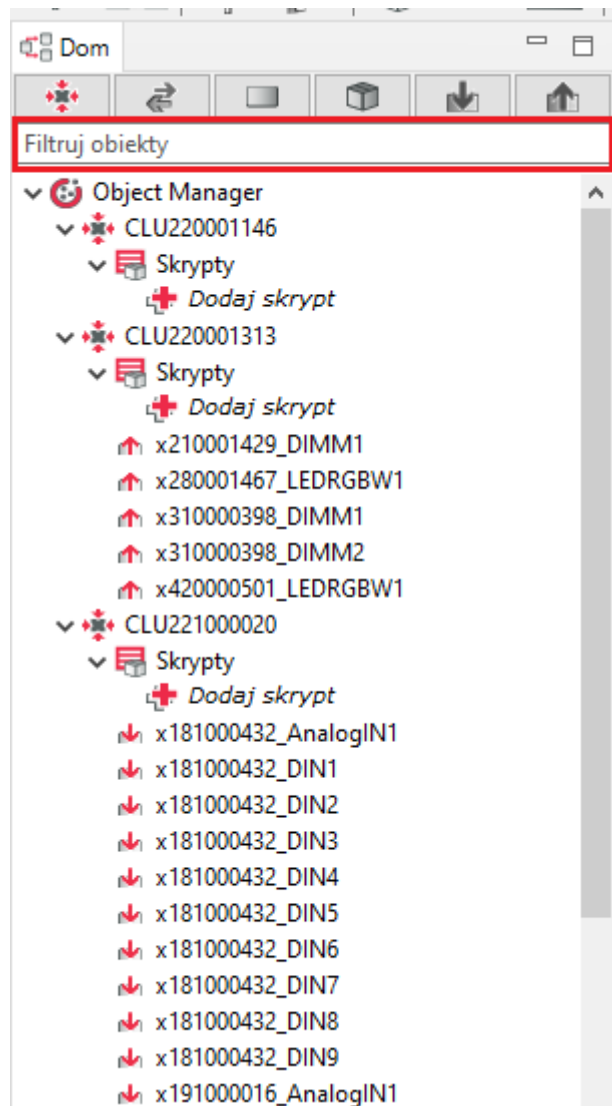 Dom
Filtruj obiekty
Object Manager
CLU220001146
Skrypty
Dodaj skrypt
CLU220001313
Skrypty
Dodaj skrypt
x210001429_DIMM1
x280001467_LEDRGBW1
x310000398_DIMM1
x310000398_DIMM2
x420000501_LEDRGBW1
CLU221000020
Skrypty
Dodaj skrypt
x181000432_AnalogIN1
x181000432_DIN1
x181000432_DIN2
x181000432_DIN3
x181000432_DIN4
x181000432_DIN5
x181000432_DIN6
x181000432_DIN7
x181000432_DIN8
x181000432_DIN9
x191000016_AnalogIN1